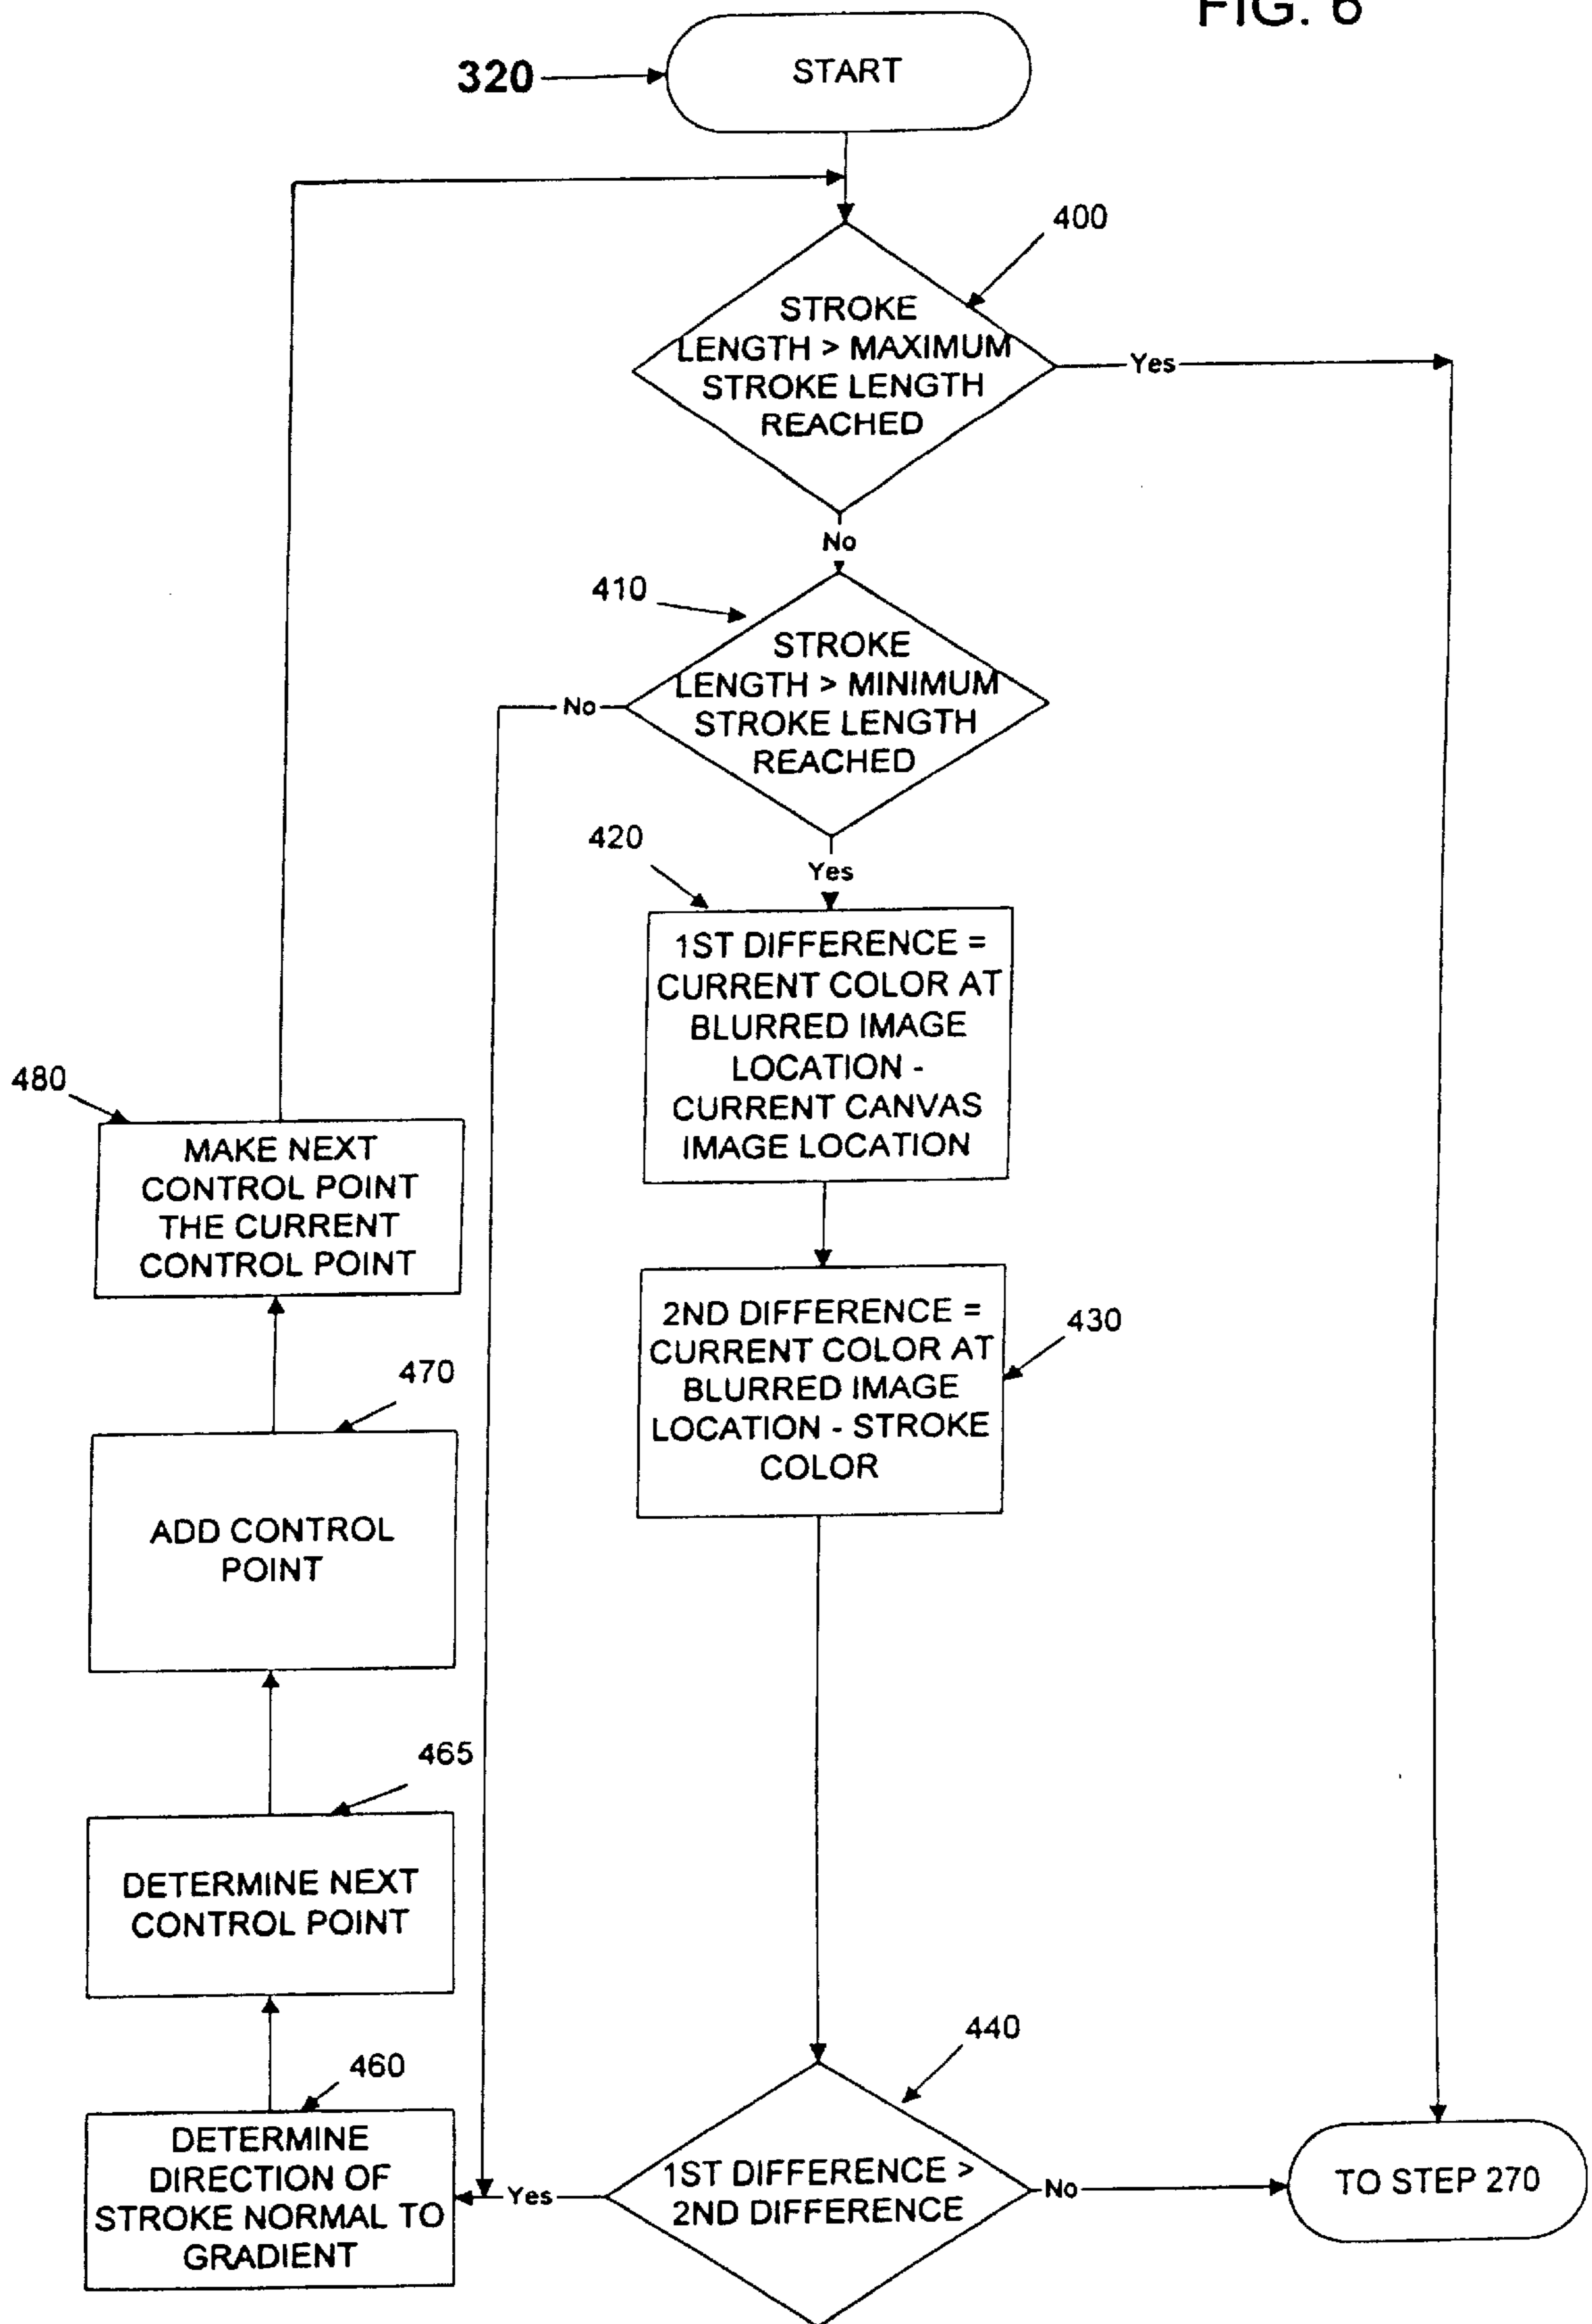 FIG. 6
320
START
400
STROKE
LENGTH > MAXIMUM
STROKE LENGTH
REACHED
Yes
No
410
STROKE
LENGTH > MINIMUM
STROKE LENGTH
REACHED
No
Yes
420
1ST DIFFERENCE =
CURRENT COLOR AT
BLURRED IMAGE
LOCATION -
CURRENT CANVAS
IMAGE LOCATION
430
2ND DIFFERENCE =
CURRENT COLOR AT
BLURRED IMAGE
LOCATION - STROKE
COLOR
440
1ST DIFFERENCE >
2ND DIFFERENCE
Yes
No
TO STEP 270
460
DETERMINE
DIRECTION OF
STROKE NORMAL TO
GRADIENT
465
DETERMINE NEXT
CONTROL POINT
470
ADD CONTROL
POINT
480
MAKE NEXT
CONTROL POINT
THE CURRENT
CONTROL POINT